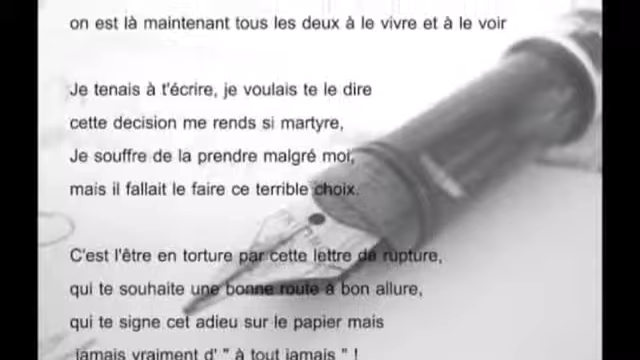 on est là maintenant tous les deux à le vivre et à le voir
Je tenais à t'écrire, je voulais te le dire
cette decision me rends si martyre,
Je souffre de la prendre malgré moi,
mais il fallait le faire ce terrible choix.
C'est l'être en torture par cette lettre de rupture,
qui te souhaite une bonne route à bon allure,
qui te signe cet adieu sur le papier mais
jamais vraiment d' " à tout jamais " !